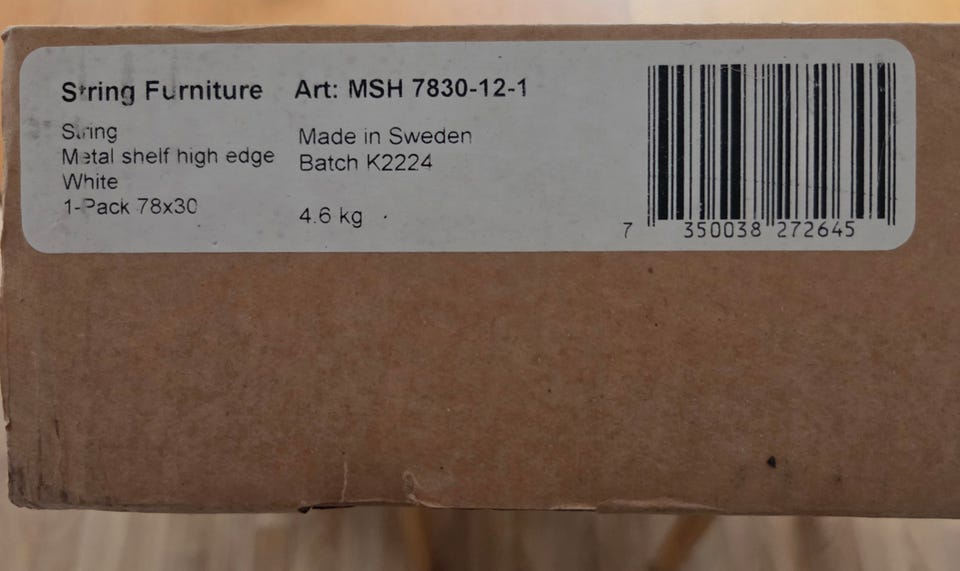 String Furniture
Art: MSH 7830-12-1
String
Metal shelf high edge
White
1-Pack 78x30
Made in Sweden
Batch K2224
4.6 kg
7 350038 272645